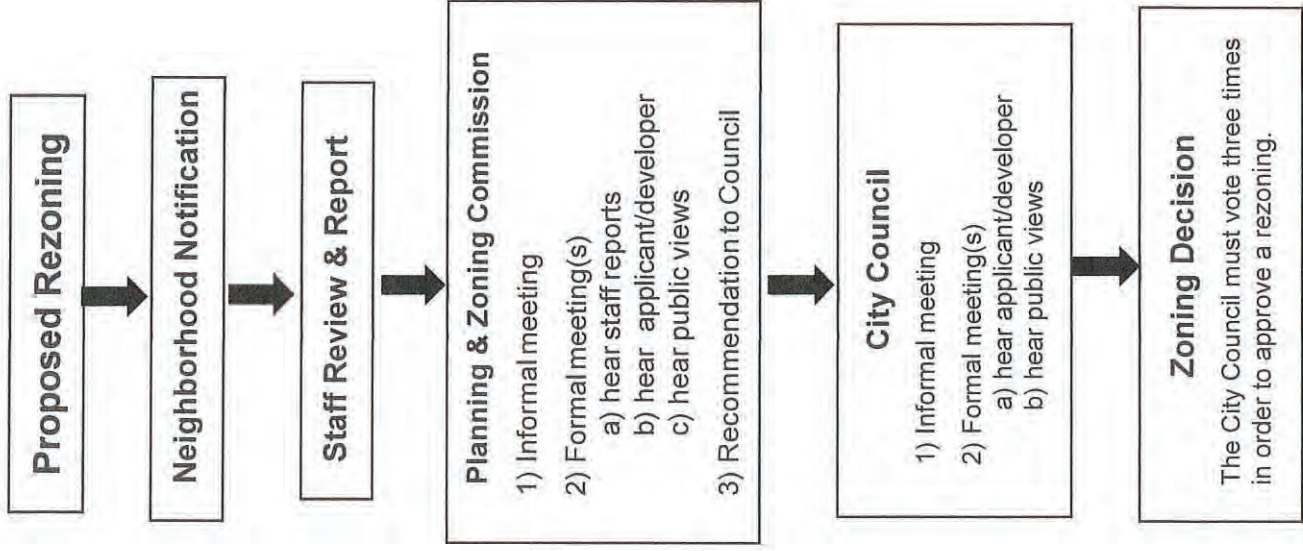 Proposed Rezoning
Neighborhood Notification
Staff Review & Report
Planning & Zoning Commission
1) Informal meeting
2) Formal meeting(s)
a) hear staff reports
b) hear applicant/developer
c) hear public views
3) Recommendation to Council
City Council
1) Informal meeting
2) Formal meeting(s)
a) hear applicant/developer
b) hear public views
Zoning Decision
The City Council must vote three times
in order to approve a rezoning.